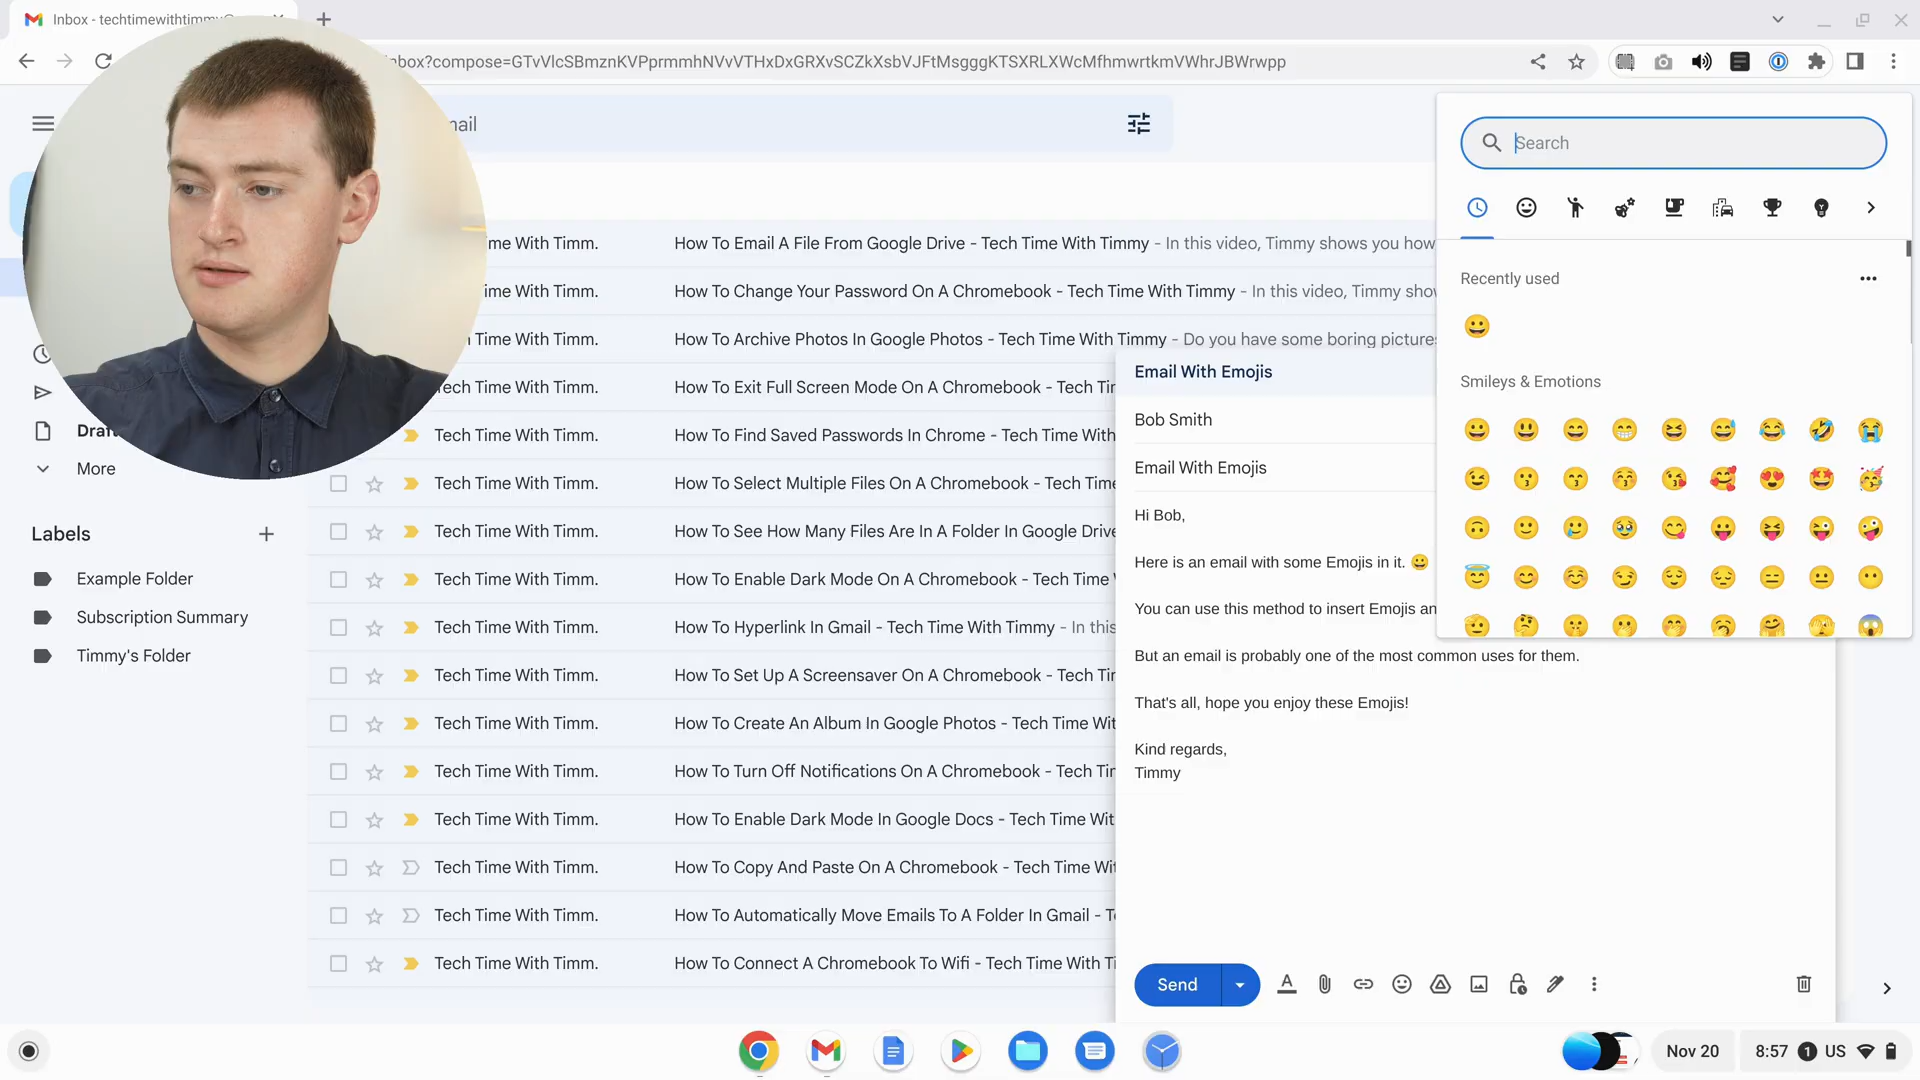 Inbox - techtimewithtimmy@
nbox?compose=GTvVlcSBmznKVPprmmhNVvVTHxDxGRXvSCZkXsbVJFtMsgggKTSXRLXWcMfhmwrtkmVWhrJBWrwpp
nail
Search
Recently used
Smileys & Emotions
ime With Timm. How To Email A File From Google Drive - Tech Time With Timmy - In this video, Timmy shows you how
ime With Timm. How To Change Your Password On A Chromebook - Tech Time With Timmy - In this video, Timmy sho
h Time With Timm. How To Archive Photos In Google Photos - Tech Time With Timmy - Do you have some boring pictures
ech Time With Timm. How To Exit Full Screen Mode On A Chromebook - Tech Ti
Tech Time With Timm. How To Find Saved Passwords In Chrome - Tech Time With
Tech Time With Timm. How To Select Multiple Files On A Chromebook - Tech Tim
Tech Time With Timm. How To See How Many Files Are In A Folder In Google Drive
Tech Time With Timm. How To Enable Dark Mode On A Chromebook - Tech Time
Tech Time With Timm. How To Hyperlink In Gmail - Tech Time With Timmy - In this
Tech Time With Timm. How To Set Up A Screensaver On A Chromebook - Tech Ti
Tech Time With Timm. How To Create An Album In Google Photos - Tech Time Wit
Tech Time With Timm. How To Turn Off Notifications On A Chromebook - Tech Tim
Tech Time With Timm. How To Enable Dark Mode In Google Docs - Tech Time Wit
Tech Time With Timm. How To Copy And Paste On A Chromebook - Tech Time Wit
Tech Time With Timm. How To Automatically Move Emails To A Folder In Gmail - T
Tech Time With Timm. How To Connect A Chromebook To Wifi - Tech Time With Ti
Draft
More
Labels
Example Folder
Subscription Summary
Timmy's Folder
Email With Emojis
Bob Smith
Email With Emojis
Hi Bob,
Here is an email with some Emojis in it. 😀
You can use this method to insert Emojis an
But an email is probably one of the most common uses for them.
That's all, hope you enjoy these Emojis!
Kind regards,
Timmy
Send
Nov 20
8:57 1 US